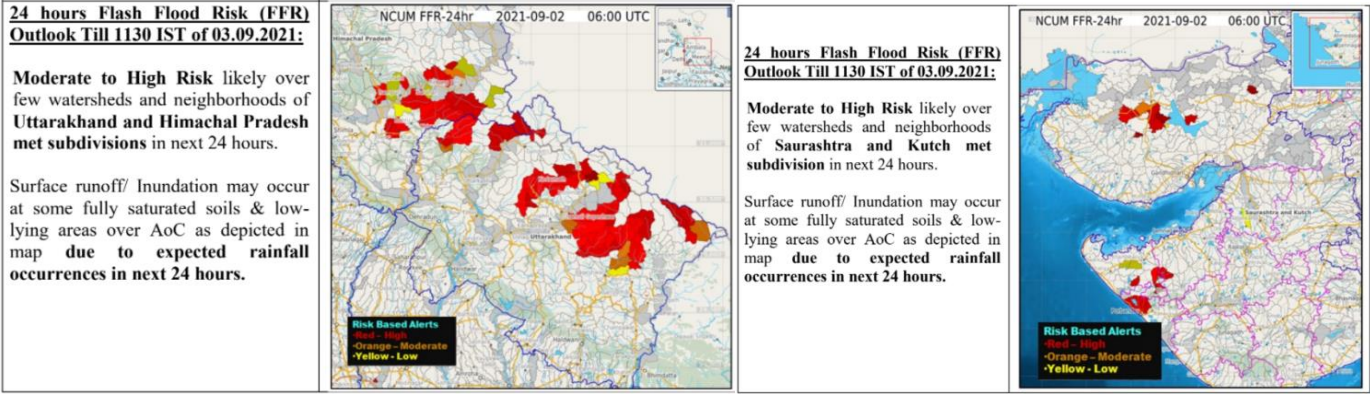 24 hours Flash Flood Risk (FFR)
Outlook Till 1130 IST of 03.09.2021:
Moderate to High Risk likely over
few watersheds and neighborhoods of
Uttarakhand and Himachal Pradesh
met subdivisions in next 24 hours.
Surface runoff/ Inundation may occur
at some fully saturated soils & low-
lying areas over AoC as depicted in
map due to expected rainfall
occurrences in next 24 hours.
NCUM FFR-24hr 2021-09-02 06:00 UTC
Himachal Pradesh
Uttarakhand
Risk Based Alerts
·Red – High
·Orange – Moderate
·Yellow - Low
24 hours Flash Flood Risk (FFR)
Outlook Till 1130 IST of 03.09.2021:
Moderate to High Risk likely over
few watersheds and neighborhoods
of Saurashtra and Kutch met
subdivision in next 24 hours.
Surface runoff/ Inundation may occur
at some fully saturated soils & low-
lying areas over AoC as depicted in
map due to expected rainfall
occurrences in next 24 hours.
NCUM FFR-24hr 2021-09-02 06:00 UTC
Saurashtra and Kutch
Risk Based Alerts
·Red – High
·Orange – Moderate
·Yellow - Low